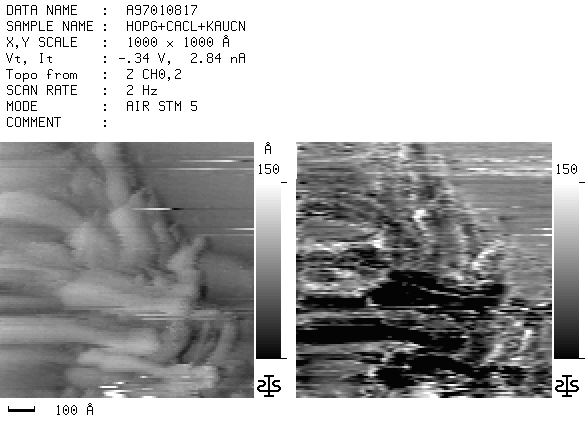 DATA NAME : A97010817
SAMPLE NAME : HOPG+CACL+KAUCN
X,Y SCALE : 1000 x 1000 Å
Vt, It : -.34 V, 2.84 nA
Topo from : Z CH0,2
SCAN RATE : 2 Hz
MODE : AIR STM 5
COMMENT :
Å
150 150
100 Å